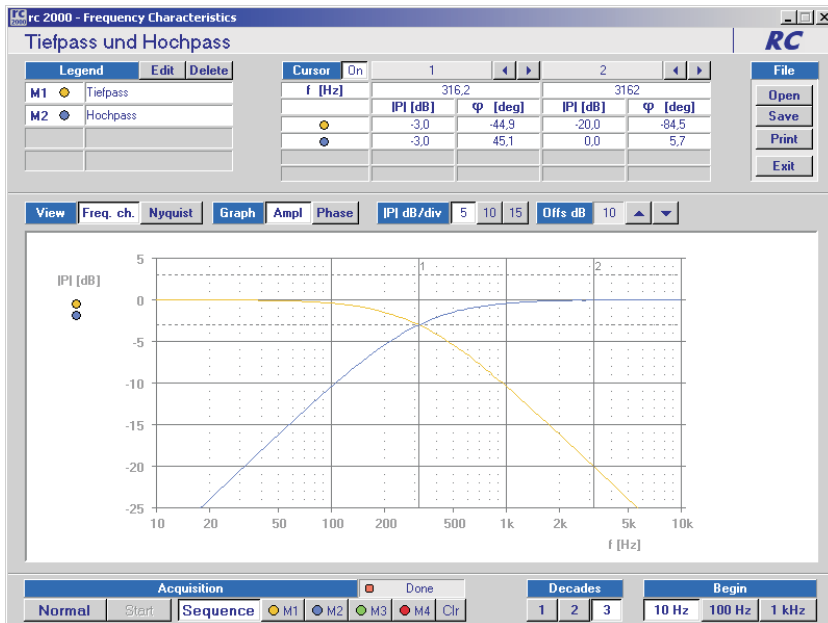 rc 2000 rc 2000 - Frequency Characteristics
Tiefpass und Hochpass RC
Legend Edit Delete Cursor On 1 2 File
M1 Tiefpass f [Hz] 316,2 3162 Open
M2 Hochpass |P| [dB] φ [deg] |P| [dB] φ [deg] Save
-3,0 -44,9 -20,0 -84,5 Print
-3,0 45,1 0,0 5,7
Exit
View Freq. ch. Nyquist Graph Ampl Phase |P| dB/div 5 10 15 Offs dB 10
|P| [dB]
5
0
-5
-10
-15
-20
-25
1 2
10 20 50 100 200 500 1k 2k 5k 10k
f [Hz]
Acquisition Done Decades Begin
Normal Start Sequence M1 M2 M3 M4 Clr 1 2 3 10 Hz 100 Hz 1 kHz